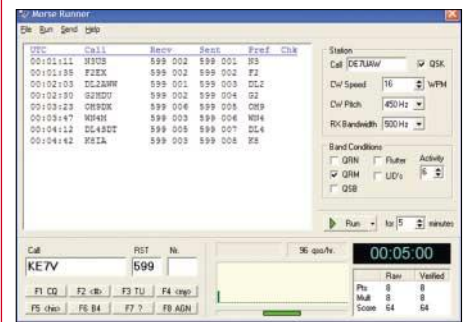 Morse Runner
File Run Send Help
UTC Call Recv Sent Pref Chk
00:01:11 N3US 599 002 599 001 N3
00:01:35 F2EX 599 002 599 002 F2
00:02:03 DL2AWW 599 001 599 003 DL2
00:02:30 G2HDU 599 002 599 004 G2
00:03:23 OH9DX 599 006 599 005 OH9
00:03:47 WN4H 599 003 599 006 WN4
00:04:12 DL4SDT 599 005 599 007 DL4
00:04:42 K8IA 599 003 599 008 K8
Station
Call DE7UAW QSK
CW Speed 16 WPM
CW Pitch 450 Hz
RX Bandwidth 500 Hz
Band Conditions
QRN Flutter Activity
QRM LID's 6
QSB
Run for 5 minutes
Call RST Nr.
KE7V 599
96 qso/hr.
00:05:00
F1 CQ F2 <#> F3 TU F4 <my>
F5 <his> F6 B4 F7 ? F8 AGN
Raw Verified
Pts 8 8
Mult 8 8
Score 64 64